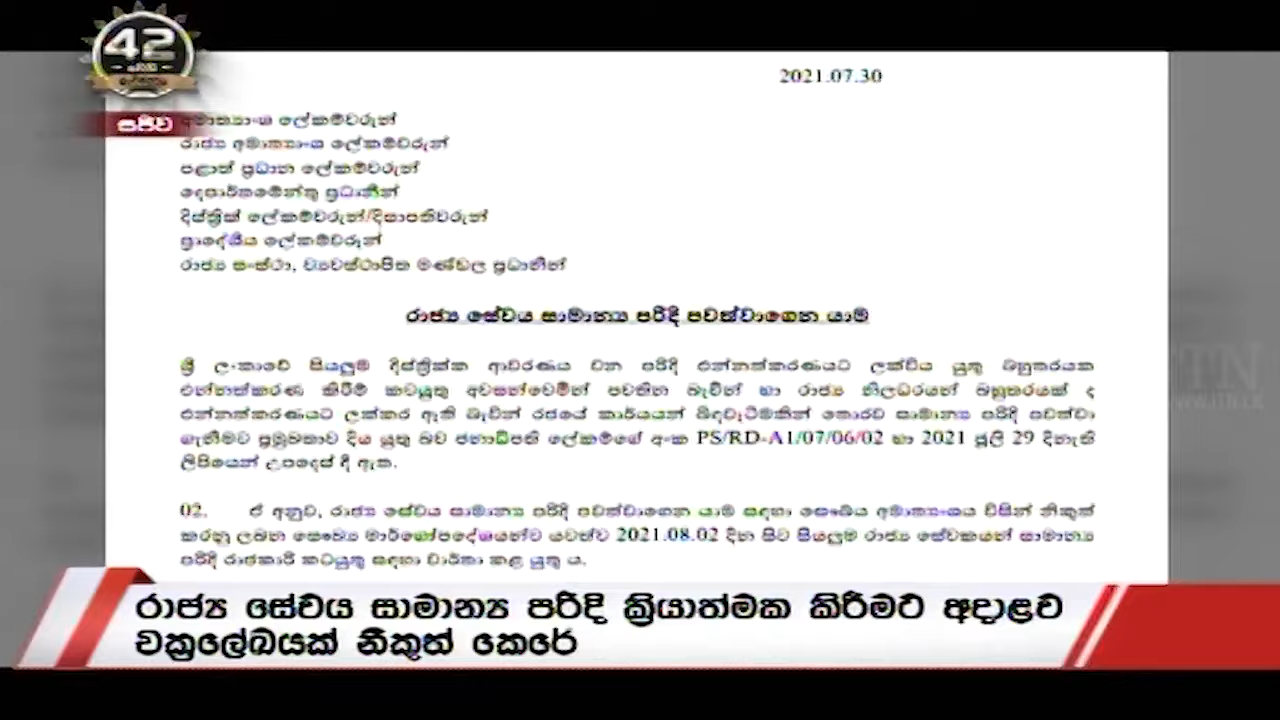 42
2021.07.30
සජීව
අමාත්‍යාංශ ලේකම්වරුන්
රාජ්‍ය අමාත්‍යාංශ ලේකම්වරුන්
පළාත් ප්‍රධාන ලේකම්වරුන්
දෙපාර්තමේන්තු ප්‍රධානීන්
දිස්ත්‍රික් ලේකම්වරුන්/දිසාපතිවරුන්
ප්‍රාදේශීය ලේකම්වරුන්
රාජ්‍ය සංස්ථා, ව්‍යවස්ථාපිත මණ්ඩල ප්‍රධානීන්
රාජ්‍ය සේවය සාමාන්‍ය පරිදි පවත්වාගෙන යාම
ශ්‍රී ලංකාවේ සියලුම දිස්ත්‍රික්ක ආවරණය වන පරිදි එන්නත්කරණයට ලක්විය යුතු බහුතරයක
එන්නත්කරණ කිරීම් කටයුතු අවසන්වෙමින් පවතින බැවින් හා රාජ්‍ය නිලධරයන් බහුතරයක් ද
එන්නත්කරණයට ලක්කර ඇති බැවින් රජයේ කාර්යයන් බිඳවැටීමකින් තොරව සාමාන්‍ය පරිදි පවත්වා
ගැනීමට ප්‍රමුඛතාව දිය යුතු බව ජනාධිපති ලේකම්ගේ අංක PS/RD-A1/07/06/02 හා 2021 ජූලි 29 දිනැති
ලිපියෙන් උපදෙස් දී ඇත.
02. ඒ අනුව, රාජ්‍ය සේවය සාමාන්‍ය පරිදි පවත්වාගෙන යාම සඳහා සෞඛ්‍ය අමාත්‍යාංශය විසින් නිකුත්
කරනු ලබන සෞඛ්‍ය මාර්ගෝපදේශයන්ට යටත්ව 2021.08.02 දින සිට සියලුම රාජ්‍ය සේවකයන් සාමාන්‍ය
පරිදි රාජකාරි කටයුතු සඳහා වාර්තා කළ යුතු ය.
රාජ්‍ය සේවය සාමාන්‍ය පරිදි ක්‍රියාත්මක කිරීමට අදාළව
චක්‍රලේඛයක් නිකුත් කෙරේ